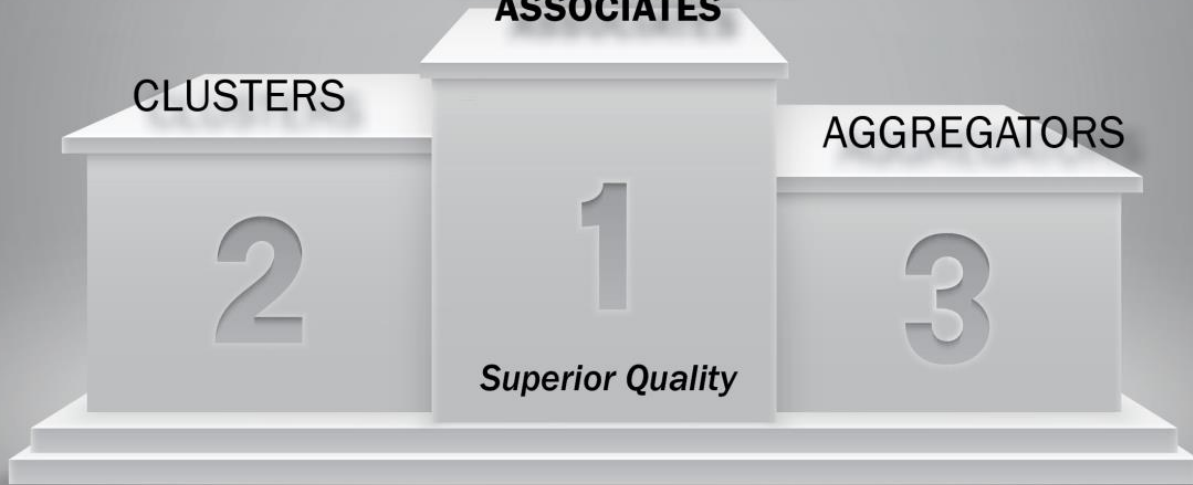 ASSOCIATES
CLUSTERS
AGGREGATORS
2
1
3
Superior Quality